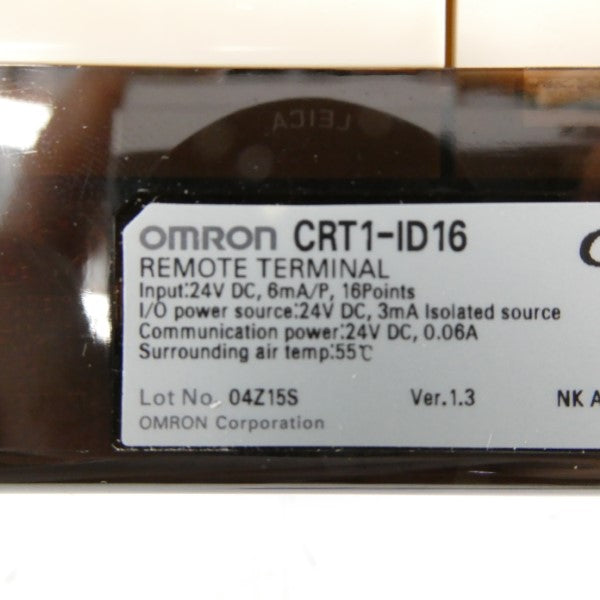 LEICA
OMRON CRT1-ID16
REMOTE TERMINAL
Input:24V DC, 6mA/P, 16Points
I/O power source:24V DC, 3mA Isolated source
Communication power:24V DC, 0.06A
Surrounding air temp:55℃
Lot No. 04Z15S Ver.1.3 NK A
OMRON Corporation